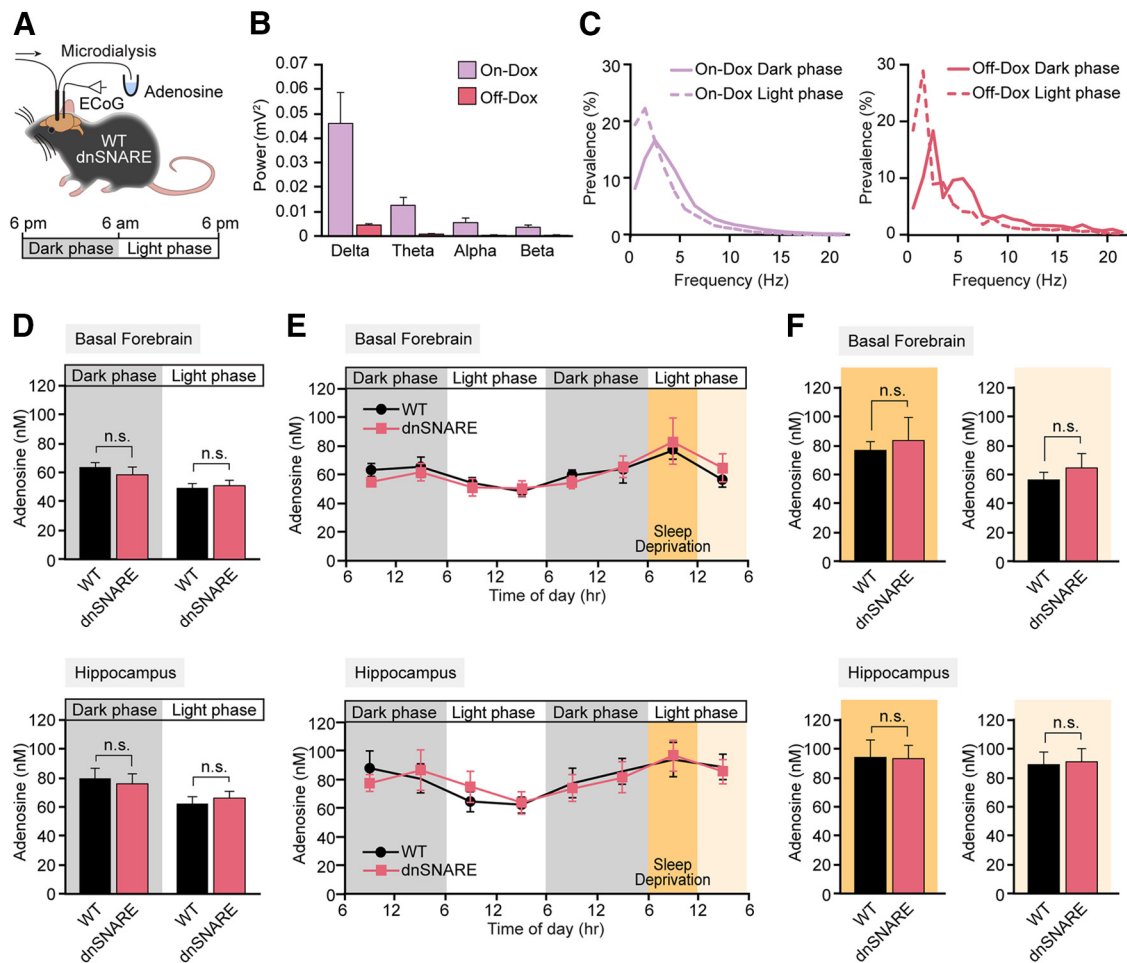 A
Microdialysis
Adenosine
ECoG
WT
dnSNARE
6 pm 6 am 6 pm
Dark phase Light phase
B
0.07
0.06
0.05
0.04
0.03
0.02
0.01
0
Power (mV²)
On-Dox
Off-Dox
Delta Theta Alpha Beta
C
30
20
10
0
Prevalence (%)
On-Dox Dark phase
On-Dox Light phase
0 5 10 15 20
Frequency (Hz)
30
20
10
0
Prevalence (%)
Off-Dox Dark phase
Off-Dox Light phase
0 5 10 15 20
Frequency (Hz)
D
Basal Forebrain
Dark phase Light phase
120
100
80
60
40
20
0
Adenosine (nM)
n.s. n.s.
WT dnSNARE WT dnSNARE
Hippocampus
Dark phase Light phase
120
100
80
60
40
20
0
Adenosine (nM)
n.s. n.s.
WT dnSNARE WT dnSNARE
E
Basal Forebrain
Dark phase Light phase Dark phase Light phase
120
100
80
60
40
20
0
Adenosine (nM)
WT
dnSNARE
Sleep
Deprivation
6 12 6 12 6 12 6 12 6
Time of day (hr)
Hippocampus
Dark phase Light phase Dark phase Light phase
120
100
80
60
40
20
0
Adenosine (nM)
WT
dnSNARE
Sleep
Deprivation
6 12 6 12 6 12 6 12 6
Time of day (hr)
F
Basal Forebrain
120
100
80
60
40
20
0
Adenosine (nM)
n.s.
WT dnSNARE
120
100
80
60
40
20
0
Adenosine (nM)
n.s.
WT dnSNARE
Hippocampus
120
100
80
60
40
20
0
Adenosine (nM)
n.s.
WT dnSNARE
120
100
80
60
40
20
0
Adenosine (nM)
n.s.
WT dnSNARE